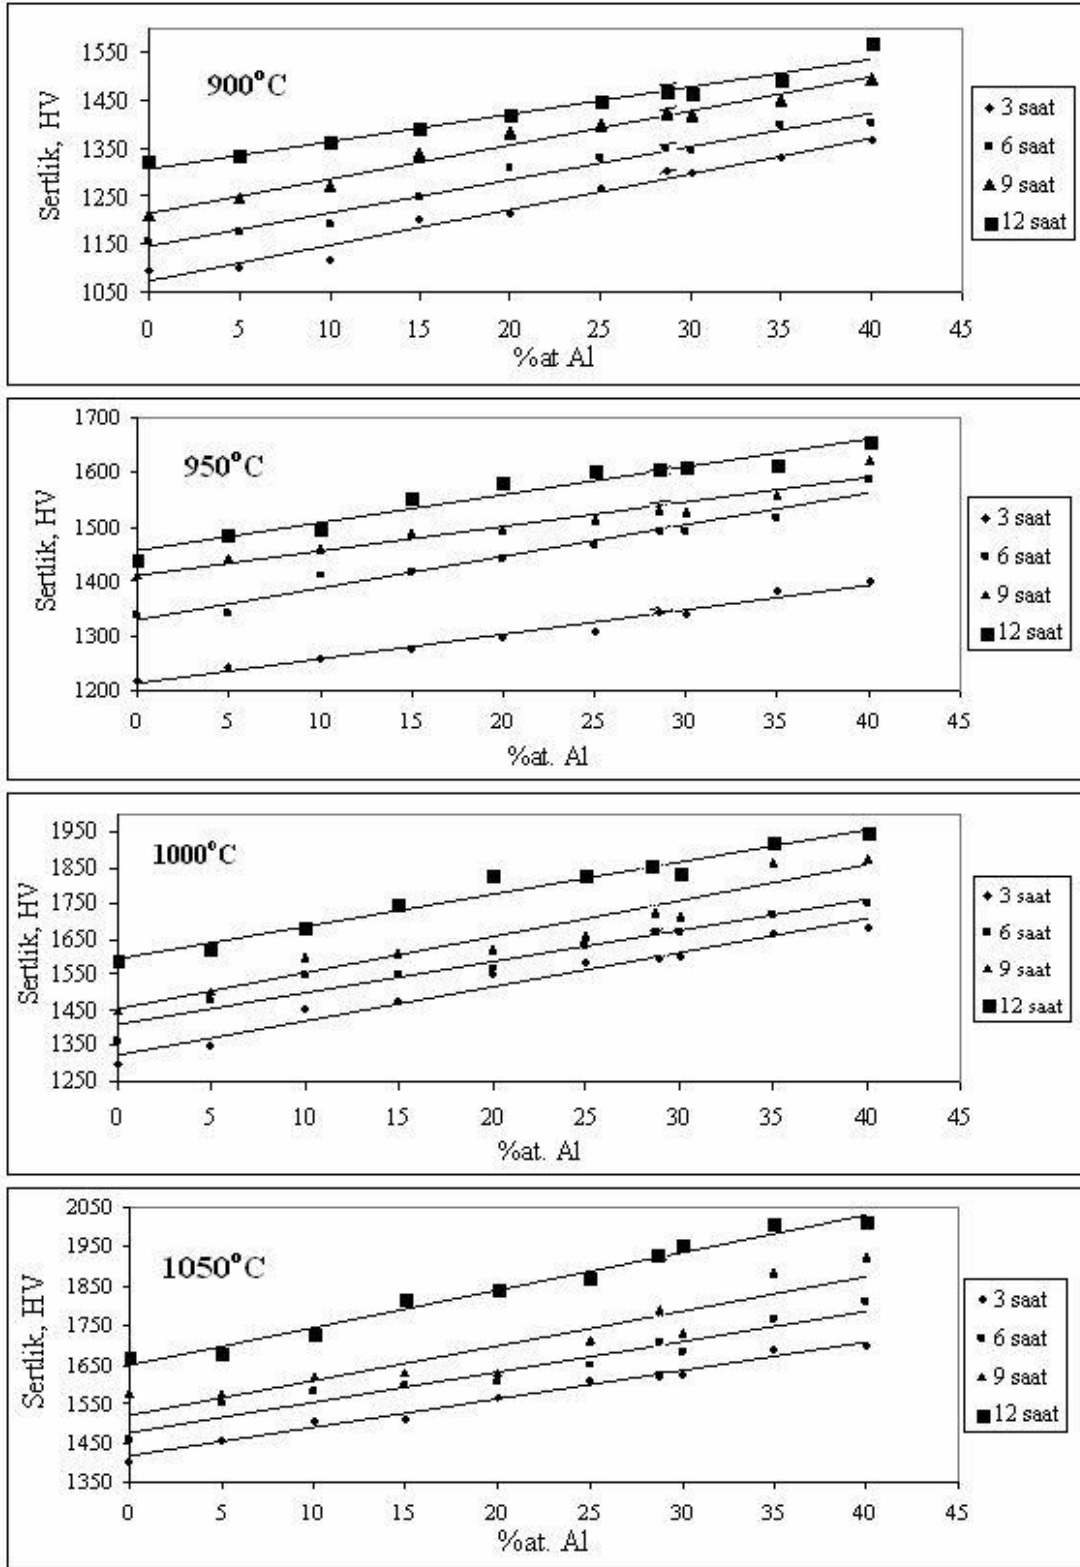 900°C
Sertlik, HV
1550
1450
1350
1250
1150
1050
0 5 10 15 20 25 30 35 40 45
%at Al
3 saat
6 saat
9 saat
12 saat
950°C
Sertlik, HV
1700
1600
1500
1400
1300
1200
0 5 10 15 20 25 30 35 40 45
%at. Al
3 saat
6 saat
9 saat
12 saat
1000°C
Sertlik, HV
1950
1850
1750
1650
1550
1450
1350
1250
0 5 10 15 20 25 30 35 40 45
%at. Al
3 saat
6 saat
9 saat
12 saat
1050°C
Sertlik, HV
2050
1950
1850
1750
1650
1550
1450
1350
0 5 10 15 20 25 30 35 40 45
%at. Al
3 saat
6 saat
9 saat
12 saat